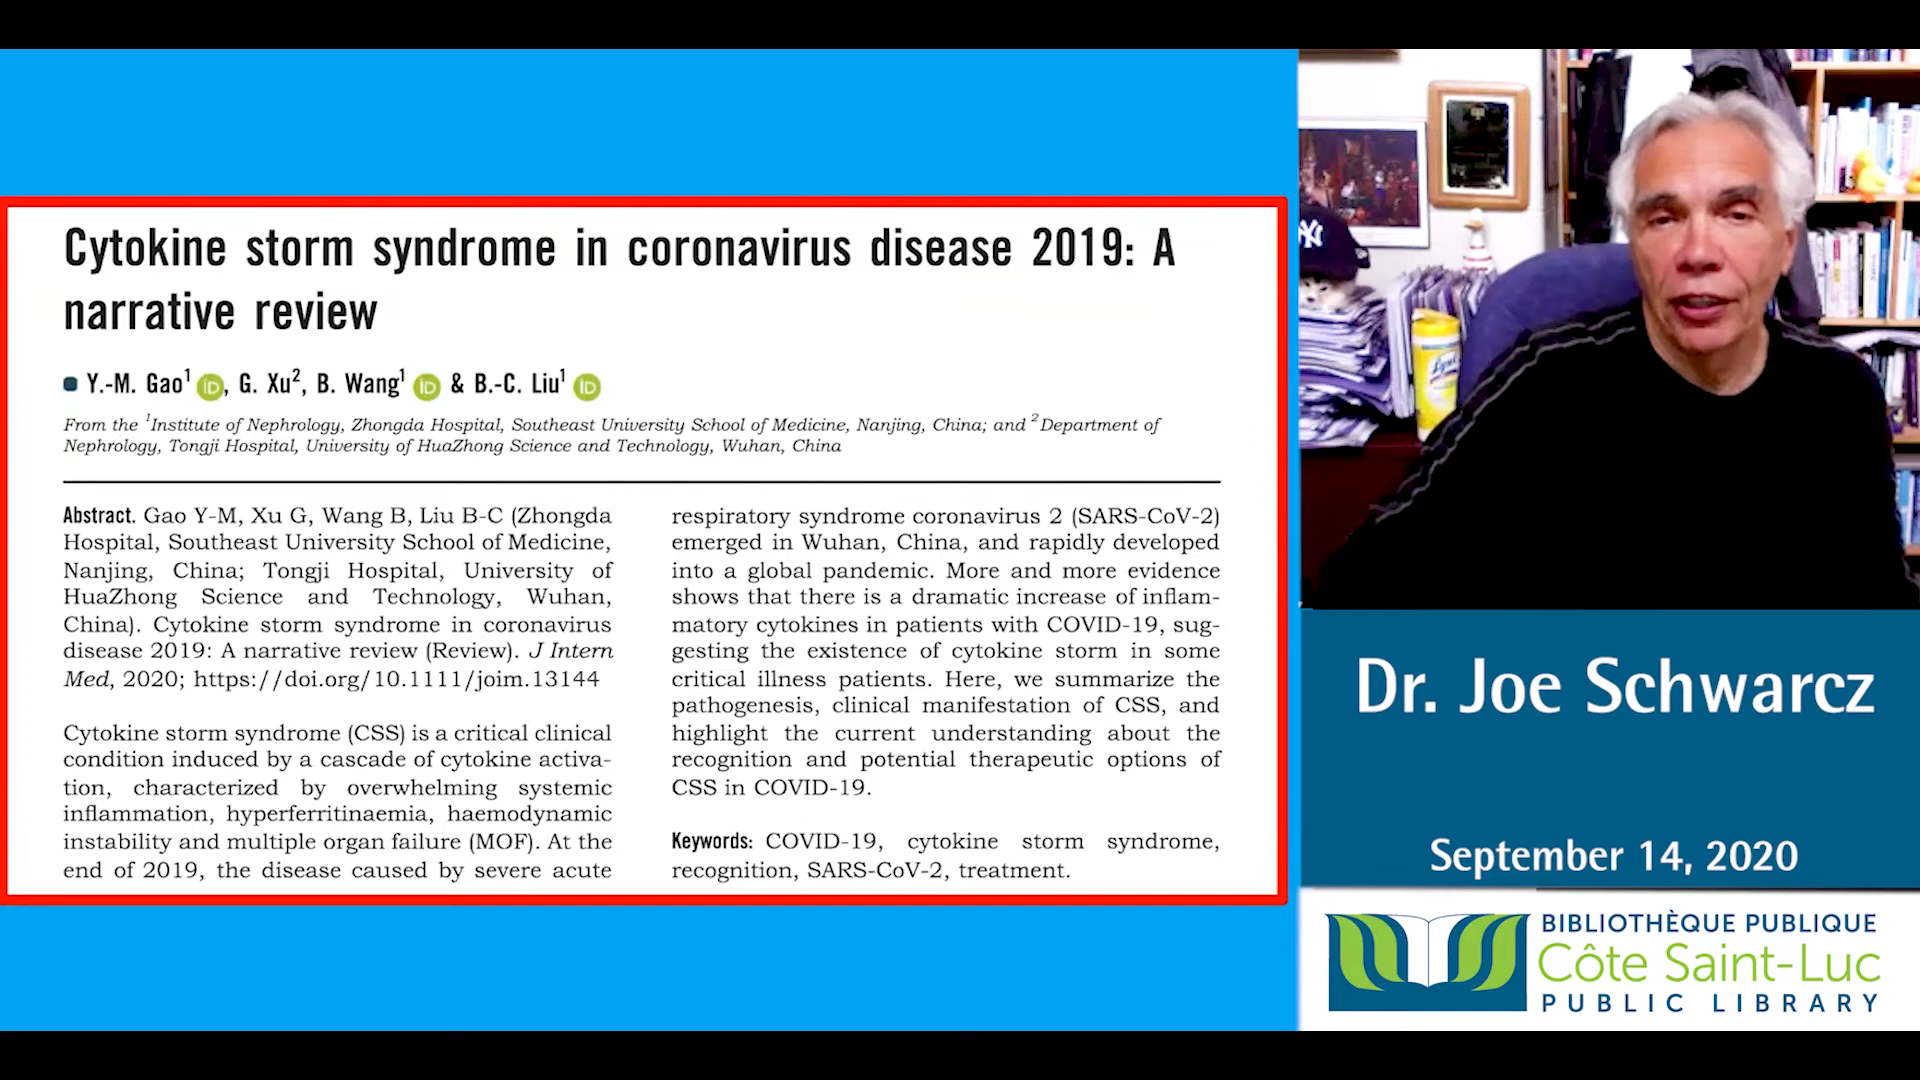 Cytokine storm syndrome in coronavirus disease 2019: A
narrative review
Y.-M. Gao1 iD, G. Xu2, B. Wang1 iD & B.-C. Liu1 iD
From the 1Institute of Nephrology, Zhongda Hospital, Southeast University School of Medicine, Nanjing, China; and 2Department of
Nephrology, Tongji Hospital, University of HuaZhong Science and Technology, Wuhan, China
Abstract. Gao Y-M, Xu G, Wang B, Liu B-C (Zhongda
Hospital, Southeast University School of Medicine,
Nanjing, China; Tongji Hospital, University of
HuaZhong Science and Technology, Wuhan,
China). Cytokine storm syndrome in coronavirus
disease 2019: A narrative review (Review). J Intern
Med, 2020; https://doi.org/10.1111/joim.13144
Cytokine storm syndrome (CSS) is a critical clinical
condition induced by a cascade of cytokine activa-
tion, characterized by overwhelming systemic
inflammation, hyperferritinaemia, haemodynamic
instability and multiple organ failure (MOF). At the
end of 2019, the disease caused by severe acute
respiratory syndrome coronavirus 2 (SARS-CoV-2)
emerged in Wuhan, China, and rapidly developed
into a global pandemic. More and more evidence
shows that there is a dramatic increase of inflam-
matory cytokines in patients with COVID-19, sug-
gesting the existence of cytokine storm in some
critical illness patients. Here, we summarize the
pathogenesis, clinical manifestation of CSS, and
highlight the current understanding about the
recognition and potential therapeutic options of
CSS in COVID-19.
Keywords: COVID-19, cytokine storm syndrome,
recognition, SARS-CoV-2, treatment.
NY
Lysol
Dr. Joe Schwarcz
September 14, 2020
BIBLIOTHÈQUE PUBLIQUE
Côte Saint-Luc
PUBLIC LIBRARY